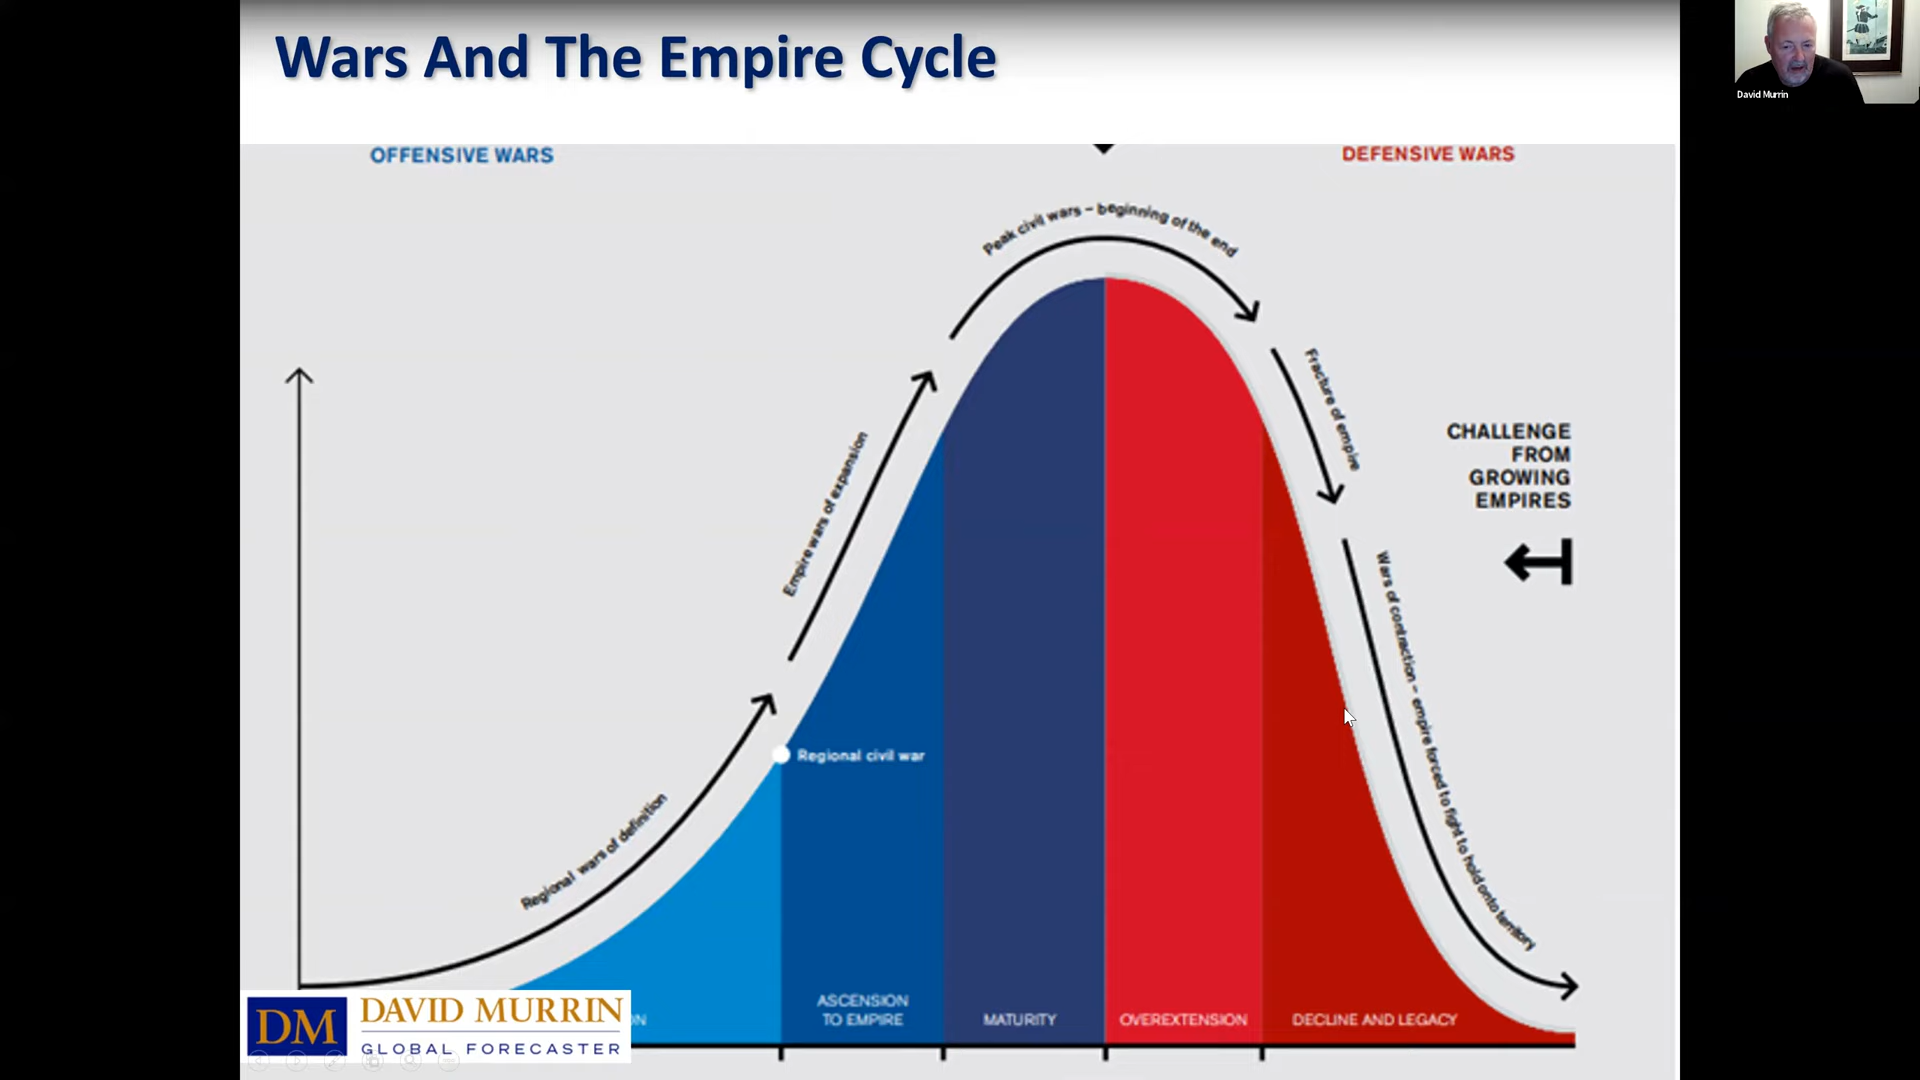 Wars And The Empire Cycle
David Murrin
OFFENSIVE WARS
DEFENSIVE WARS
Peak civil wars – beginning of the end
Fracture of empire
Empire wars of expansion
CHALLENGE
FROM
GROWING
EMPIRES
Wars of contraction – empire forced to fight to hold onto territory
Regional civil war
Regional wars of definition
ASCENSION
TO EMPIRE
MATURITY
OVEREXTENSION
DECLINE AND LEGACY
ON
DM
DAVID MURRIN
GLOBAL FORECASTER